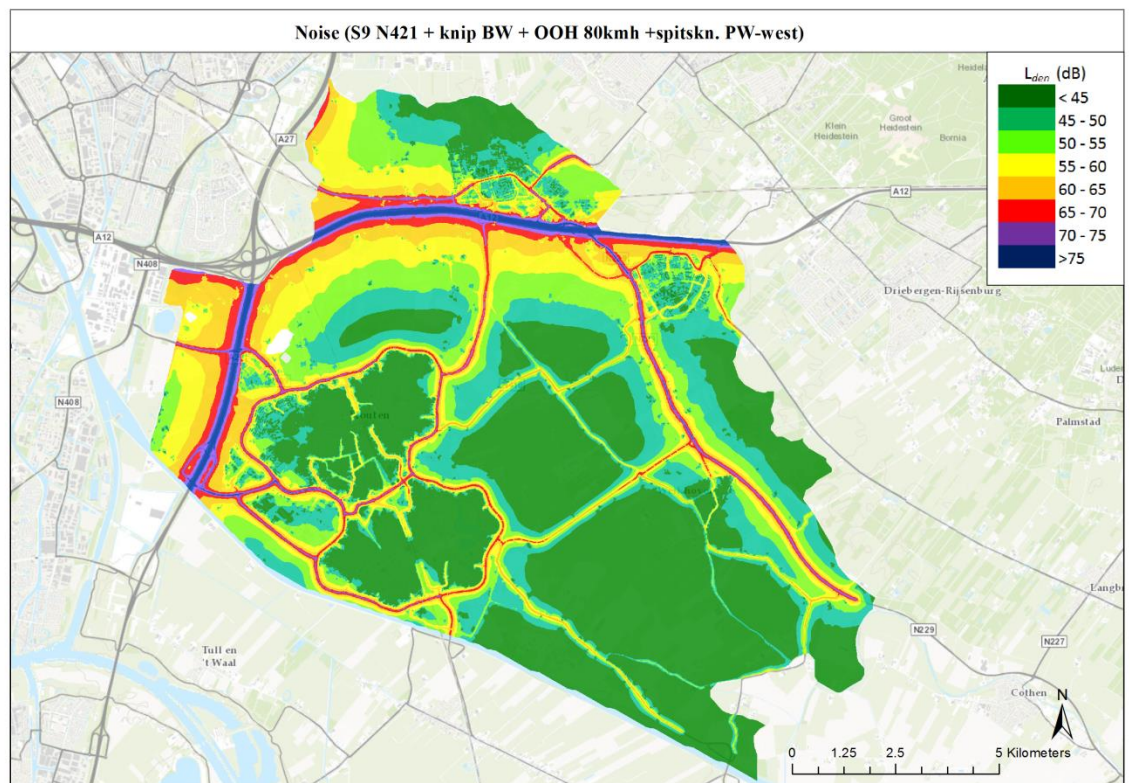 Noise (S9 N421 + knip BW + OOH 80kmh +spitskn. PW-west)
Lden (dB)
< 45
45 - 50
50 - 55
55 - 60
60 - 65
65 - 70
70 - 75
>75
Klein
Heidestein
Groot
Heidestein
Bornia
A27
A12
A12
A12
N408
Driebergen-Rijsenburg
N408
Palmstad
outen
Tull en
't Waal
N229
N227
Cothen
N
0 1.25 2.5 5 Kilometers